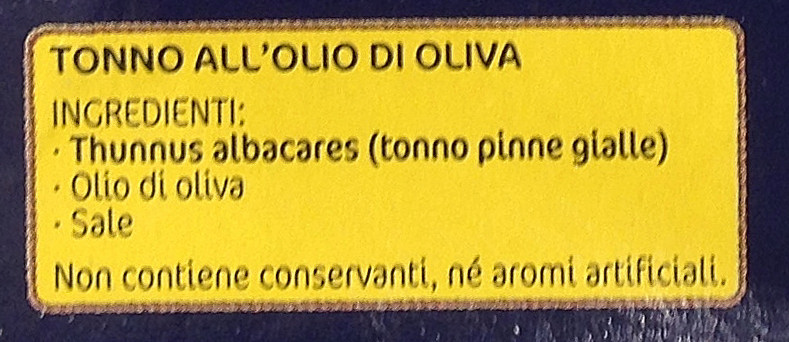 TONNO ALL'OLIO DI OLIVA
INGREDIENTI:
· Thunnus albacares (tonno pinne gialle)
· Olio di oliva
· Sale
Non contiene conservanti, né aromi artificiali.